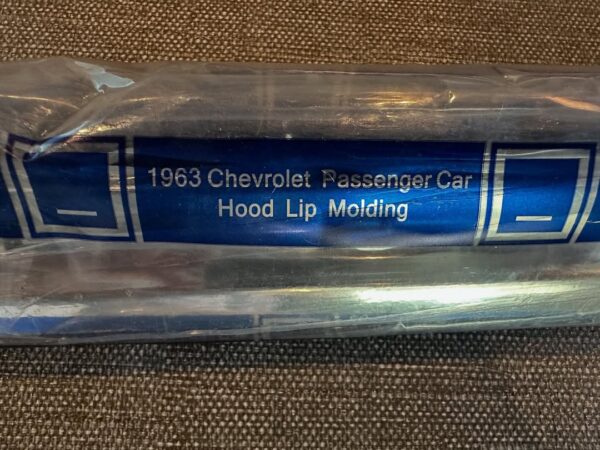 1963 Chevrolet Passenger Car
Hood Lip Molding